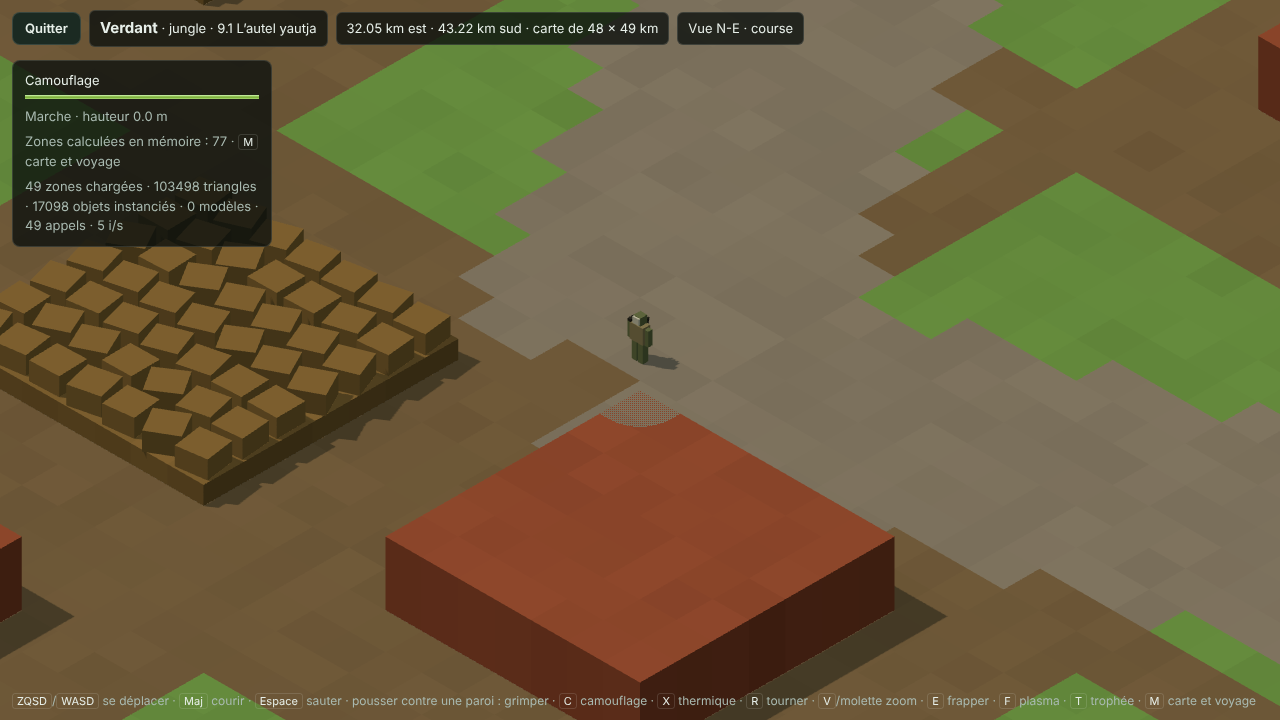 Quitter
Verdant · jungle · 9.1 L’autel yautja
32.05 km est · 43.22 km sud · carte de 48 × 49 km
Vue N-E · course
Camouflage
Marche · hauteur 0.0 m
Zones calculées en mémoire : 77 · M
carte et voyage
49 zones chargées · 103498 triangles
· 17098 objets instanciés · 0 modèles ·
49 appels · 5 i/s
ZQSD / WASD se déplacer · Maj courir · Espace sauter · pousser contre une paroi : grimper · C camouflage · X thermique · R tourner · V /molette zoom · E frapper · F plasma · T trophée · M carte et voyage